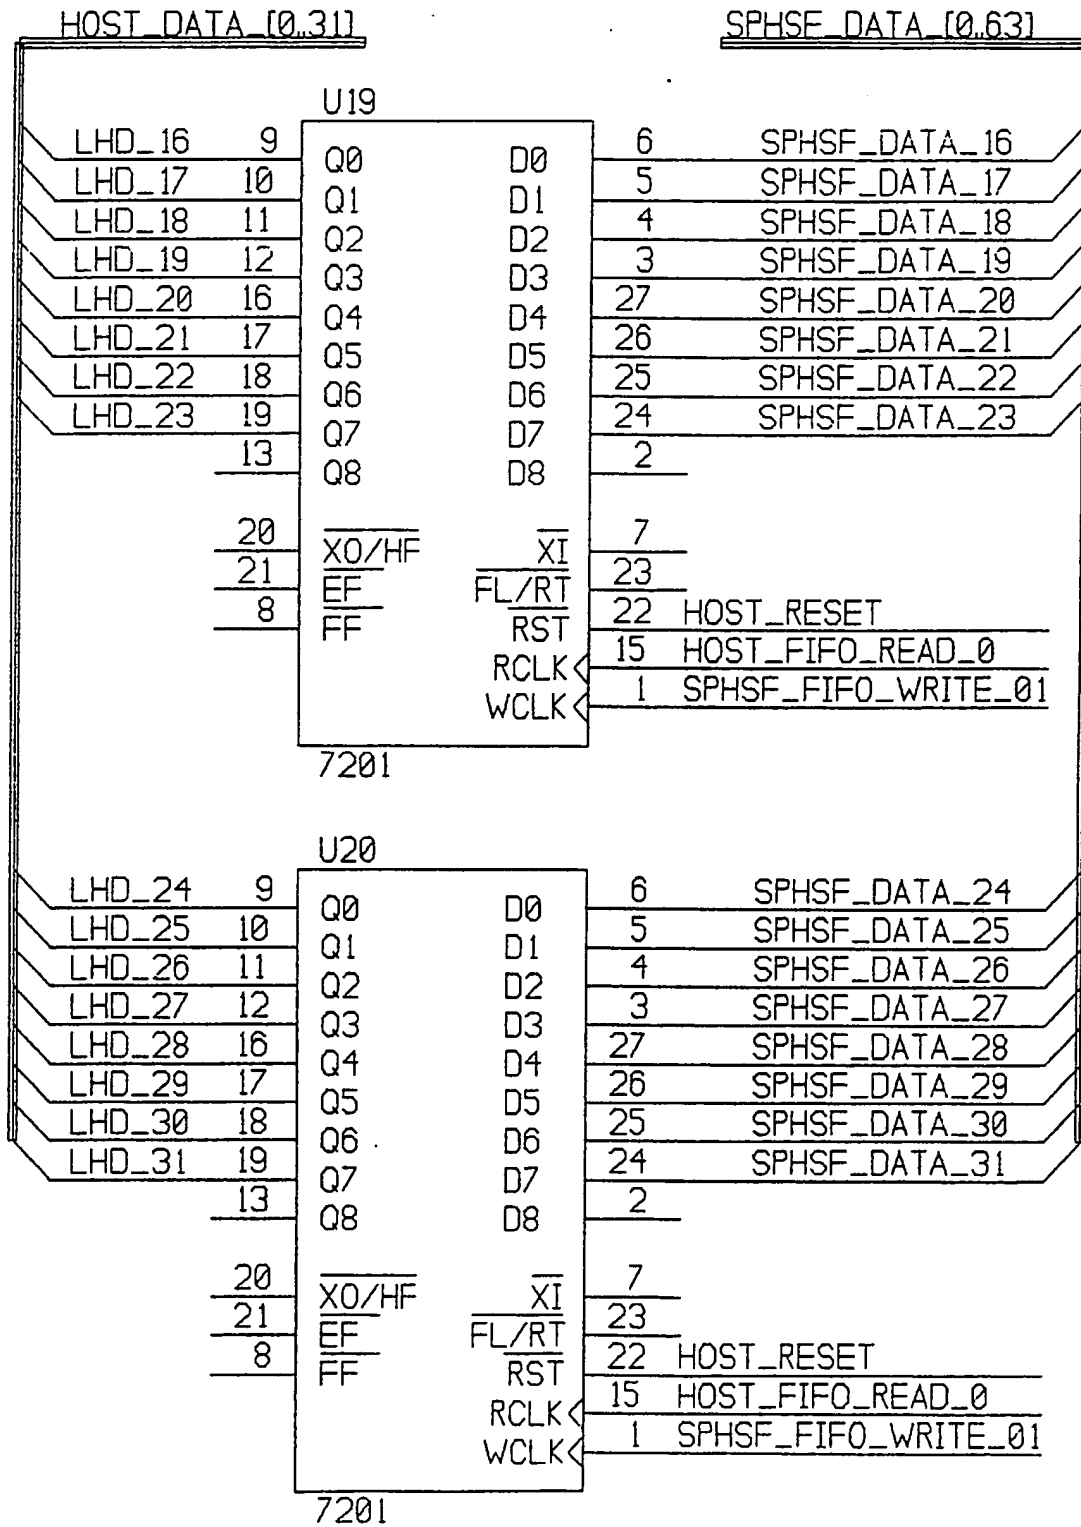 HOST_DATA_[0..31] SPHSF_DATA_[0..63]
U19
LHD_16 9 Q0 D0 6 SPHSF_DATA_16
LHD_17 10 Q1 D1 5 SPHSF_DATA_17
LHD_18 11 Q2 D2 4 SPHSF_DATA_18
LHD_19 12 Q3 D3 3 SPHSF_DATA_19
LHD_20 16 Q4 D4 27 SPHSF_DATA_20
LHD_21 17 Q5 D5 26 SPHSF_DATA_21
LHD_22 18 Q6 D6 25 SPHSF_DATA_22
LHD_23 19 Q7 D7 24 SPHSF_DATA_23
13 Q8 D8 2
20 XO/HF XI 7
21 EF FL/RT 23
8 FF RST 22 HOST_RESET
RCLK 15 HOST_FIFO_READ_0
WCLK 1 SPHSF_FIFO_WRITE_01
7201
U20
LHD_24 9 Q0 D0 6 SPHSF_DATA_24
LHD_25 10 Q1 D1 5 SPHSF_DATA_25
LHD_26 11 Q2 D2 4 SPHSF_DATA_26
LHD_27 12 Q3 D3 3 SPHSF_DATA_27
LHD_28 16 Q4 D4 27 SPHSF_DATA_28
LHD_29 17 Q5 D5 26 SPHSF_DATA_29
LHD_30 18 Q6 D6 25 SPHSF_DATA_30
LHD_31 19 Q7 D7 24 SPHSF_DATA_31
13 Q8 D8 2
20 XO/HF XI 7
21 EF FL/RT 23
8 FF RST 22 HOST_RESET
RCLK 15 HOST_FIFO_READ_0
WCLK 1 SPHSF_FIFO_WRITE_01
7201